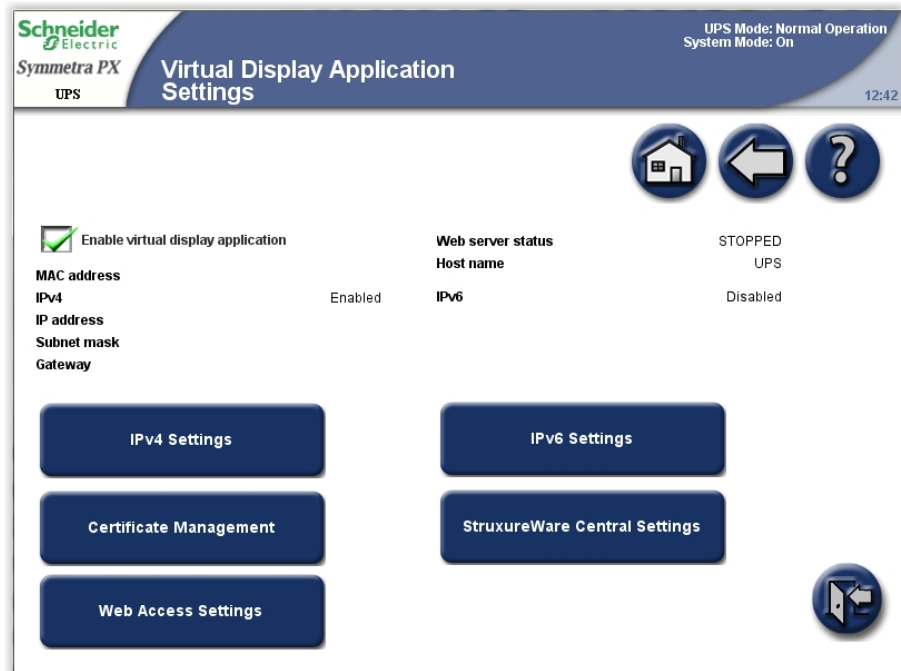 Schneider
Electric
Symmetra PX
UPS
Virtual Display Application
Settings
UPS Mode: Normal Operation
System Mode: On
12:42
?
Enable virtual display application
MAC address
IPv4 Enabled
IP address
Subnet mask
Gateway
Web server status STOPPED
Host name UPS
IPv6 Disabled
IPv4 Settings
IPv6 Settings
Certificate Management
StruxureWare Central Settings
Web Access Settings